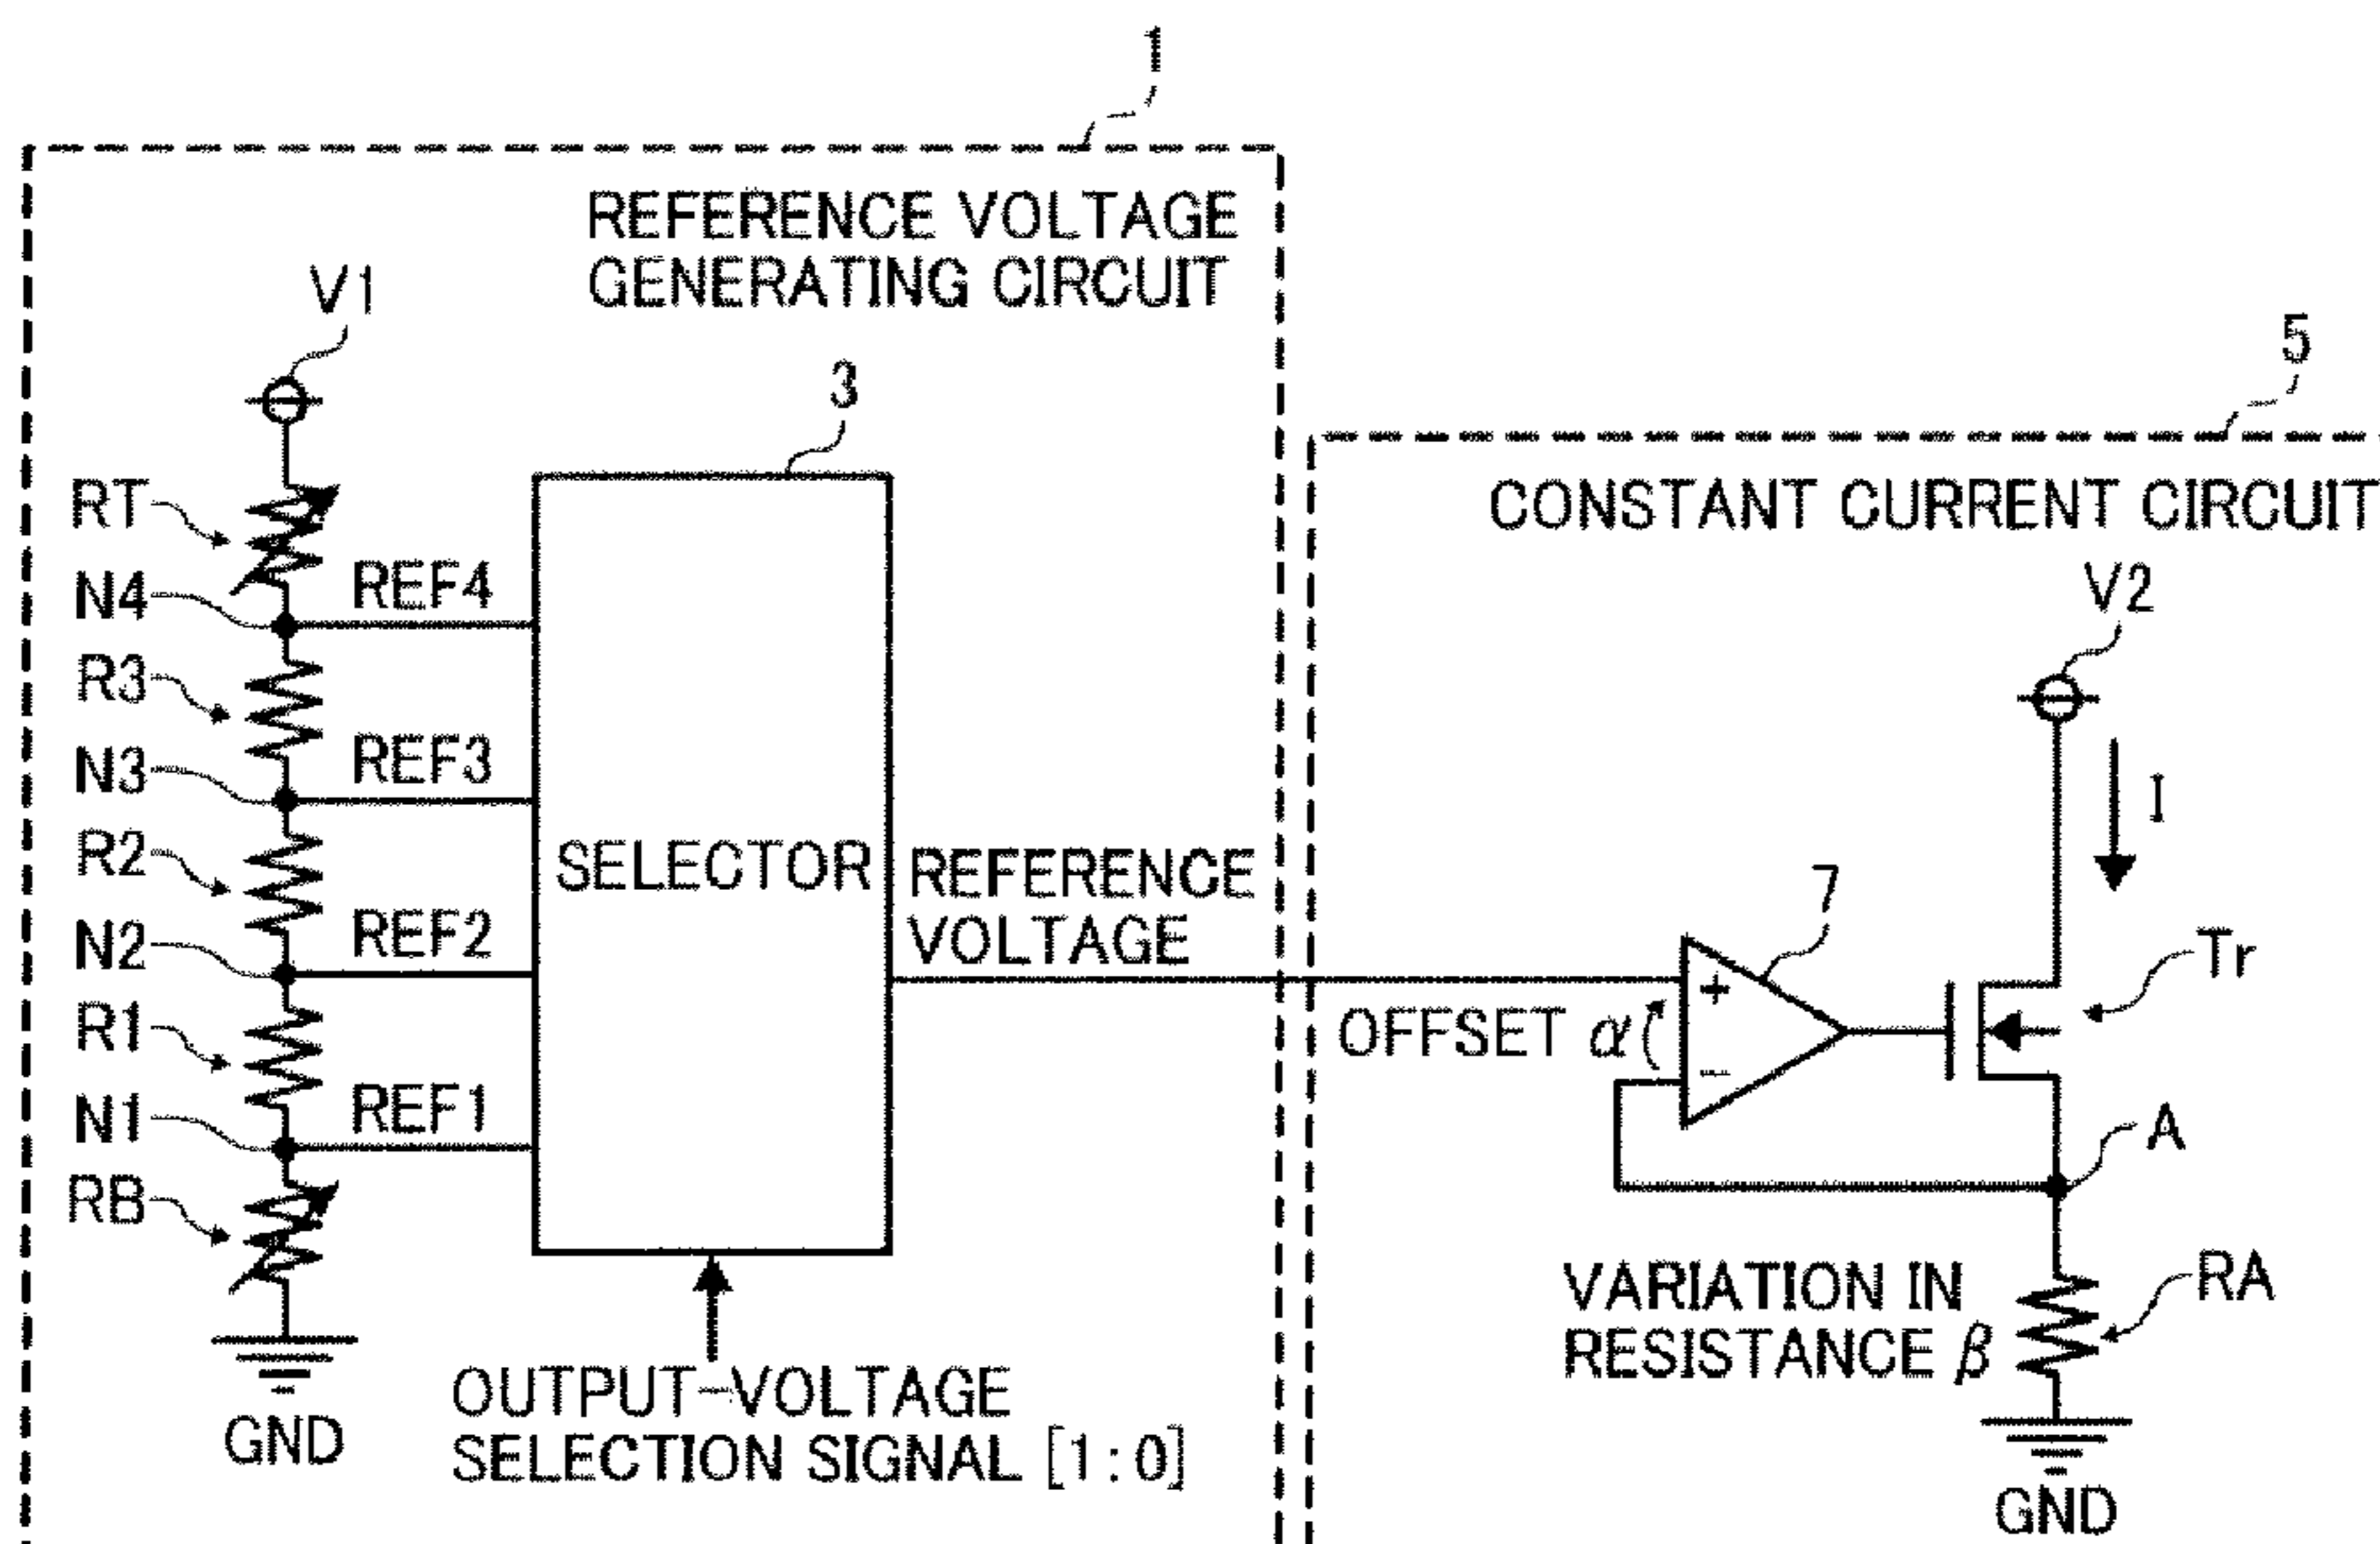 1
REFERENCE VOLTAGE
GENERATING CIRCUIT
V1
3
RT
N4
REF4
R3
N3
REF3
R2
SELECTOR
N2
REF2
R1
N1
REF1
RB
GND
OUTPUT-VOLTAGE
SELECTION SIGNAL [1:0]
REFERENCE
VOLTAGE
5
CONSTANT CURRENT CIRCUIT
V2
I
7
Tr
+
OFFSET α
−
A
VARIATION IN
RESISTANCE β
RA
GND